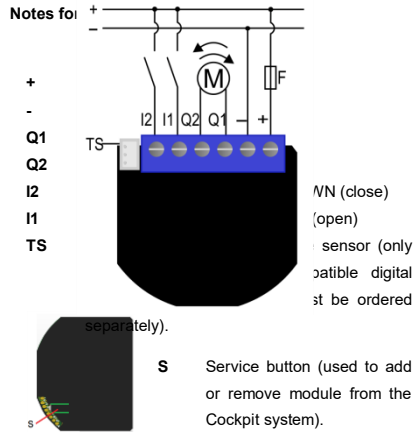 Notes for
+
-
I2 I1 Q2 Q1 - +
M
F
TS
+
-
Q1
Q2
I2 WN (close)
I1 (open)
TS sensor (only
patible digital
st be ordered
separately).
S Service button (used to add
or remove module from the
Cockpit system).
S